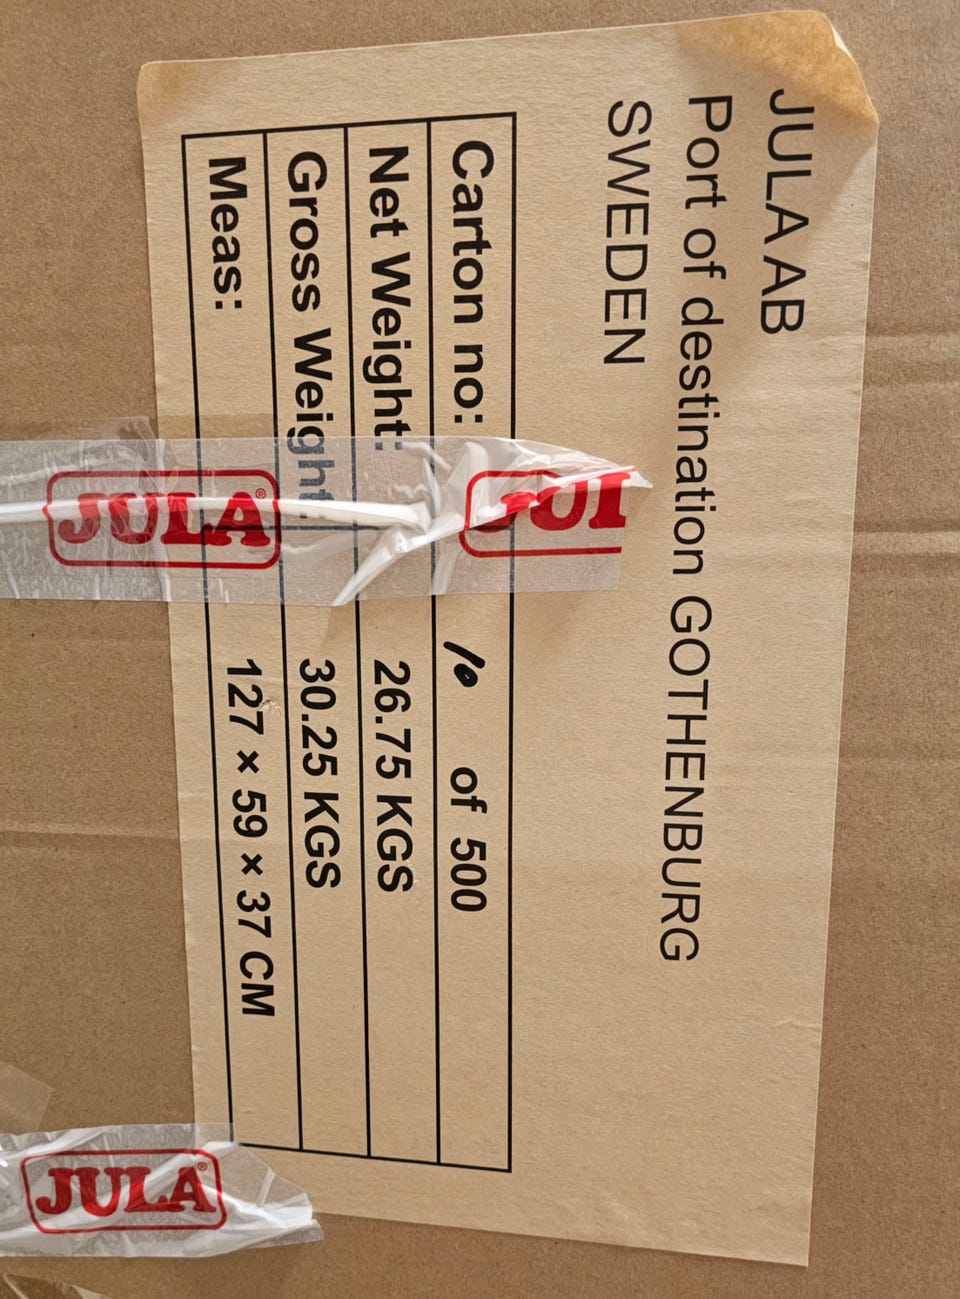 JULA AB
Port of destination GOTHENBURG
SWEDEN
Carton no: 10 of 500
Net Weight: 26.75 KGS
Gross Weight: 30.25 KGS
Meas: 127 × 59 × 37 CM
JULA®
JULA®